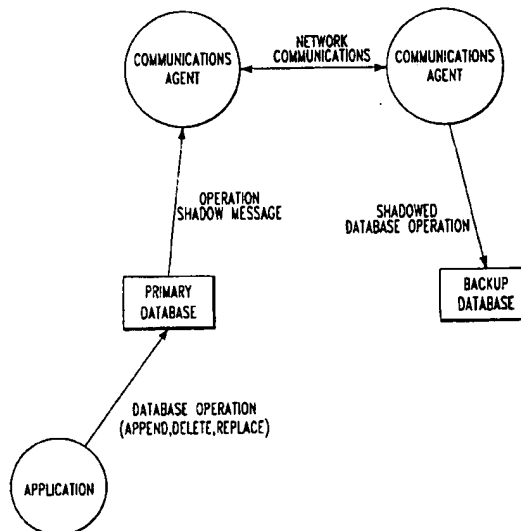 COMMUNICATIONS
AGENT
NETWORK
COMMUNICATIONS
COMMUNICATIONS
AGENT
OPERATION
SHADOW MESSAGE
SHADOWED
DATABASE OPERATION
PRIMARY
DATABASE
BACKUP
DATABASE
DATABASE OPERATION
(APPEND,DELETE,REPLACE)
APPLICATION